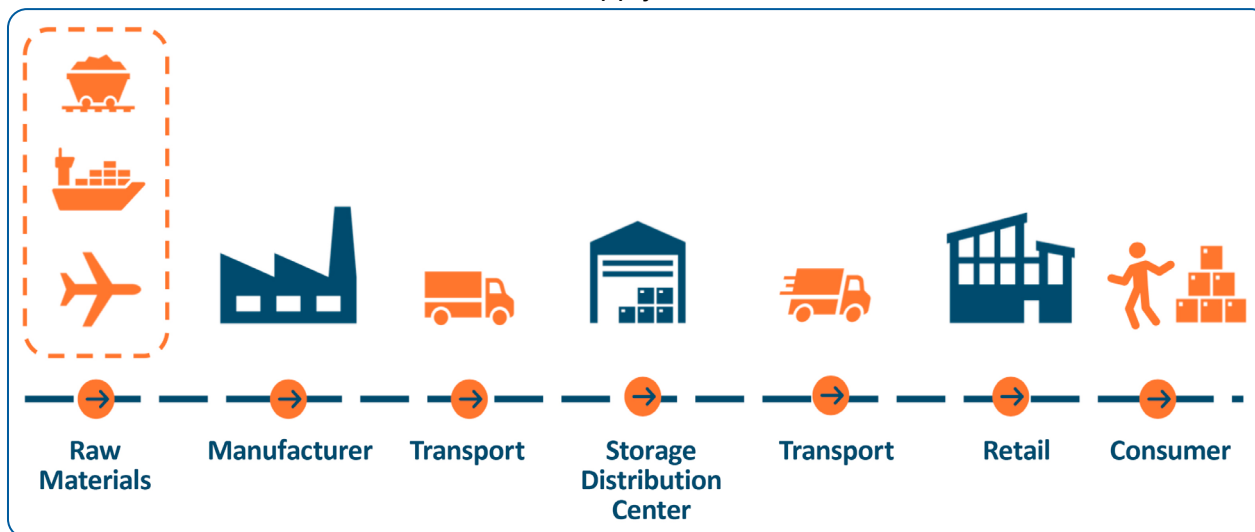 Raw
Materials
Manufacturer
Transport
Storage
Distribution
Center
Transport
Retail
Consumer